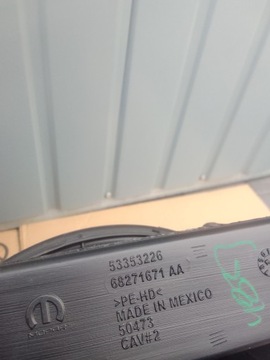 53353226
68271671 AA
>PE-HD<
MADE IN MEXICO
50473
CAV#2